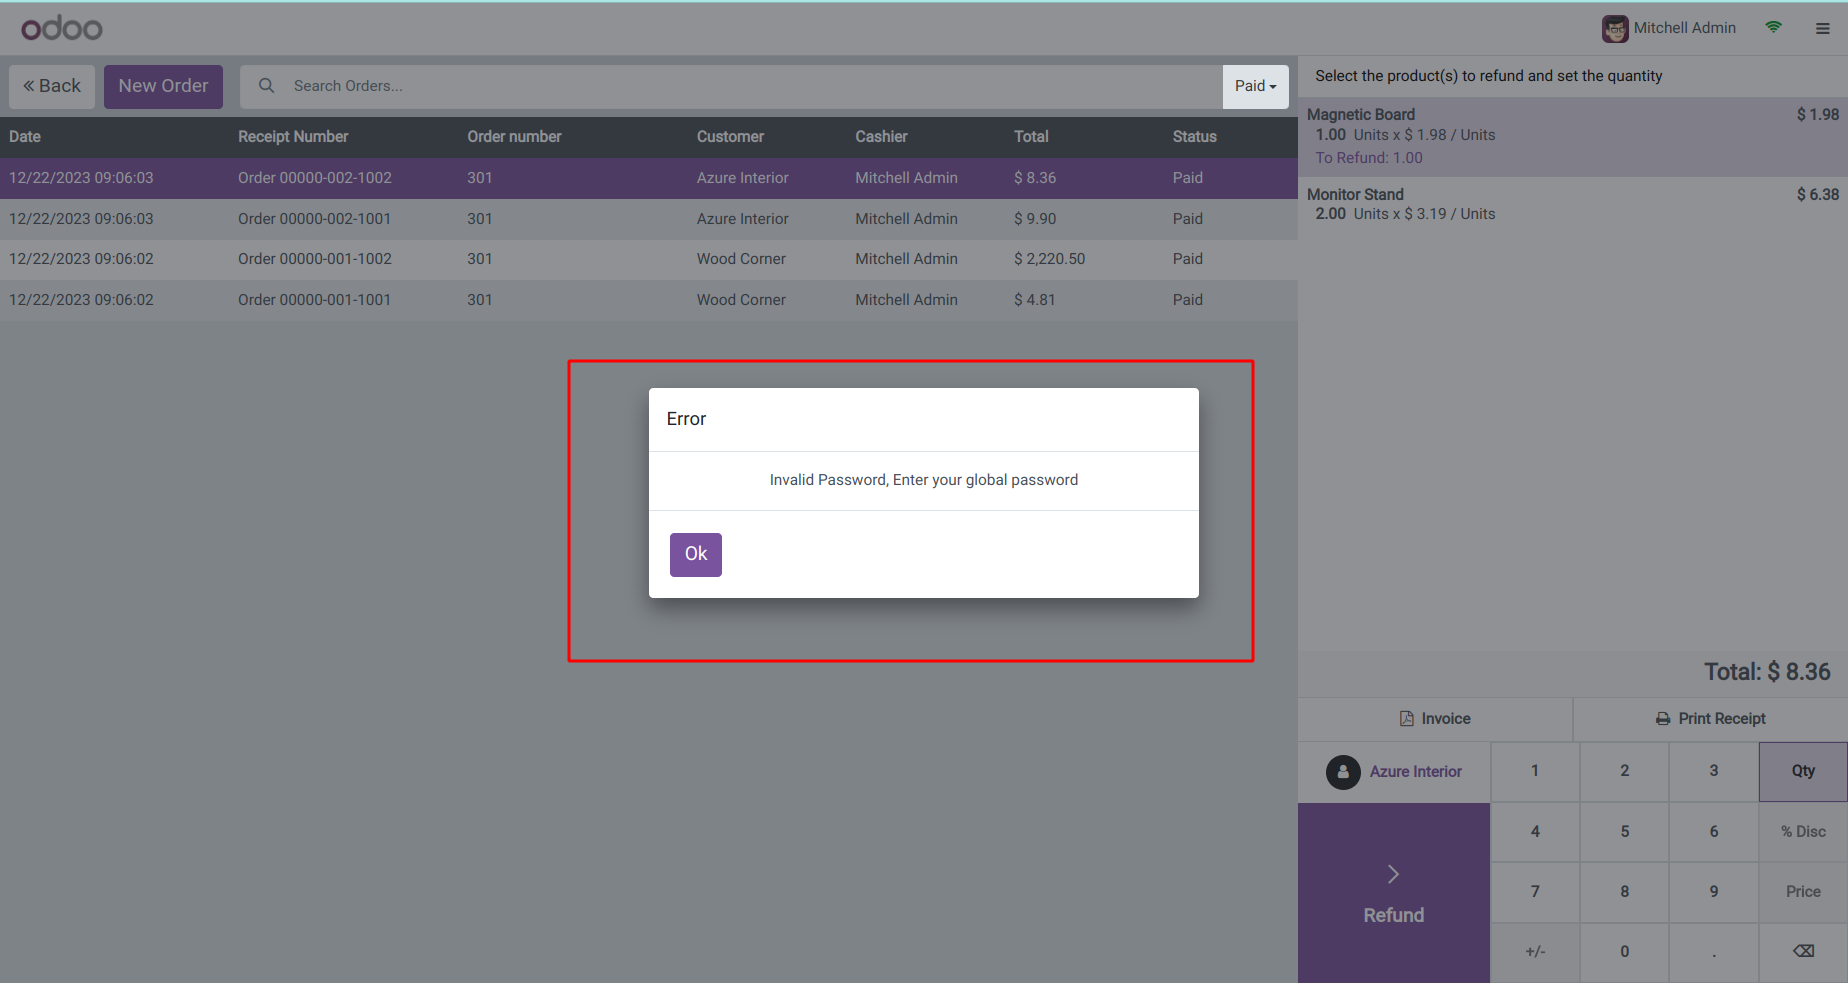 odoo
Mitchell Admin
Back
New Order
Search Orders...
Paid
Select the product(s) to refund and set the quantity
Date Receipt Number Order number Customer Cashier Total Status
12/22/2023 09:06:03 Order 00000-002-1002 301 Azure Interior Mitchell Admin $ 8.36 Paid
12/22/2023 09:06:03 Order 00000-002-1001 301 Azure Interior Mitchell Admin $ 9.90 Paid
12/22/2023 09:06:02 Order 00000-001-1002 301 Wood Corner Mitchell Admin $ 2,220.50 Paid
12/22/2023 09:06:02 Order 00000-001-1001 301 Wood Corner Mitchell Admin $ 4.81 Paid
Magnetic Board $ 1.98
1.00 Units x $ 1.98 / Units
To Refund: 1.00
Monitor Stand $ 6.38
2.00 Units x $ 3.19 / Units
Error
Invalid Password, Enter your global password
Ok
Total: $ 8.36
Invoice
Print Receipt
Azure Interior
1 2 3 Qty
4 5 6 % Disc
7 8 9 Price
Refund
+/- 0 .